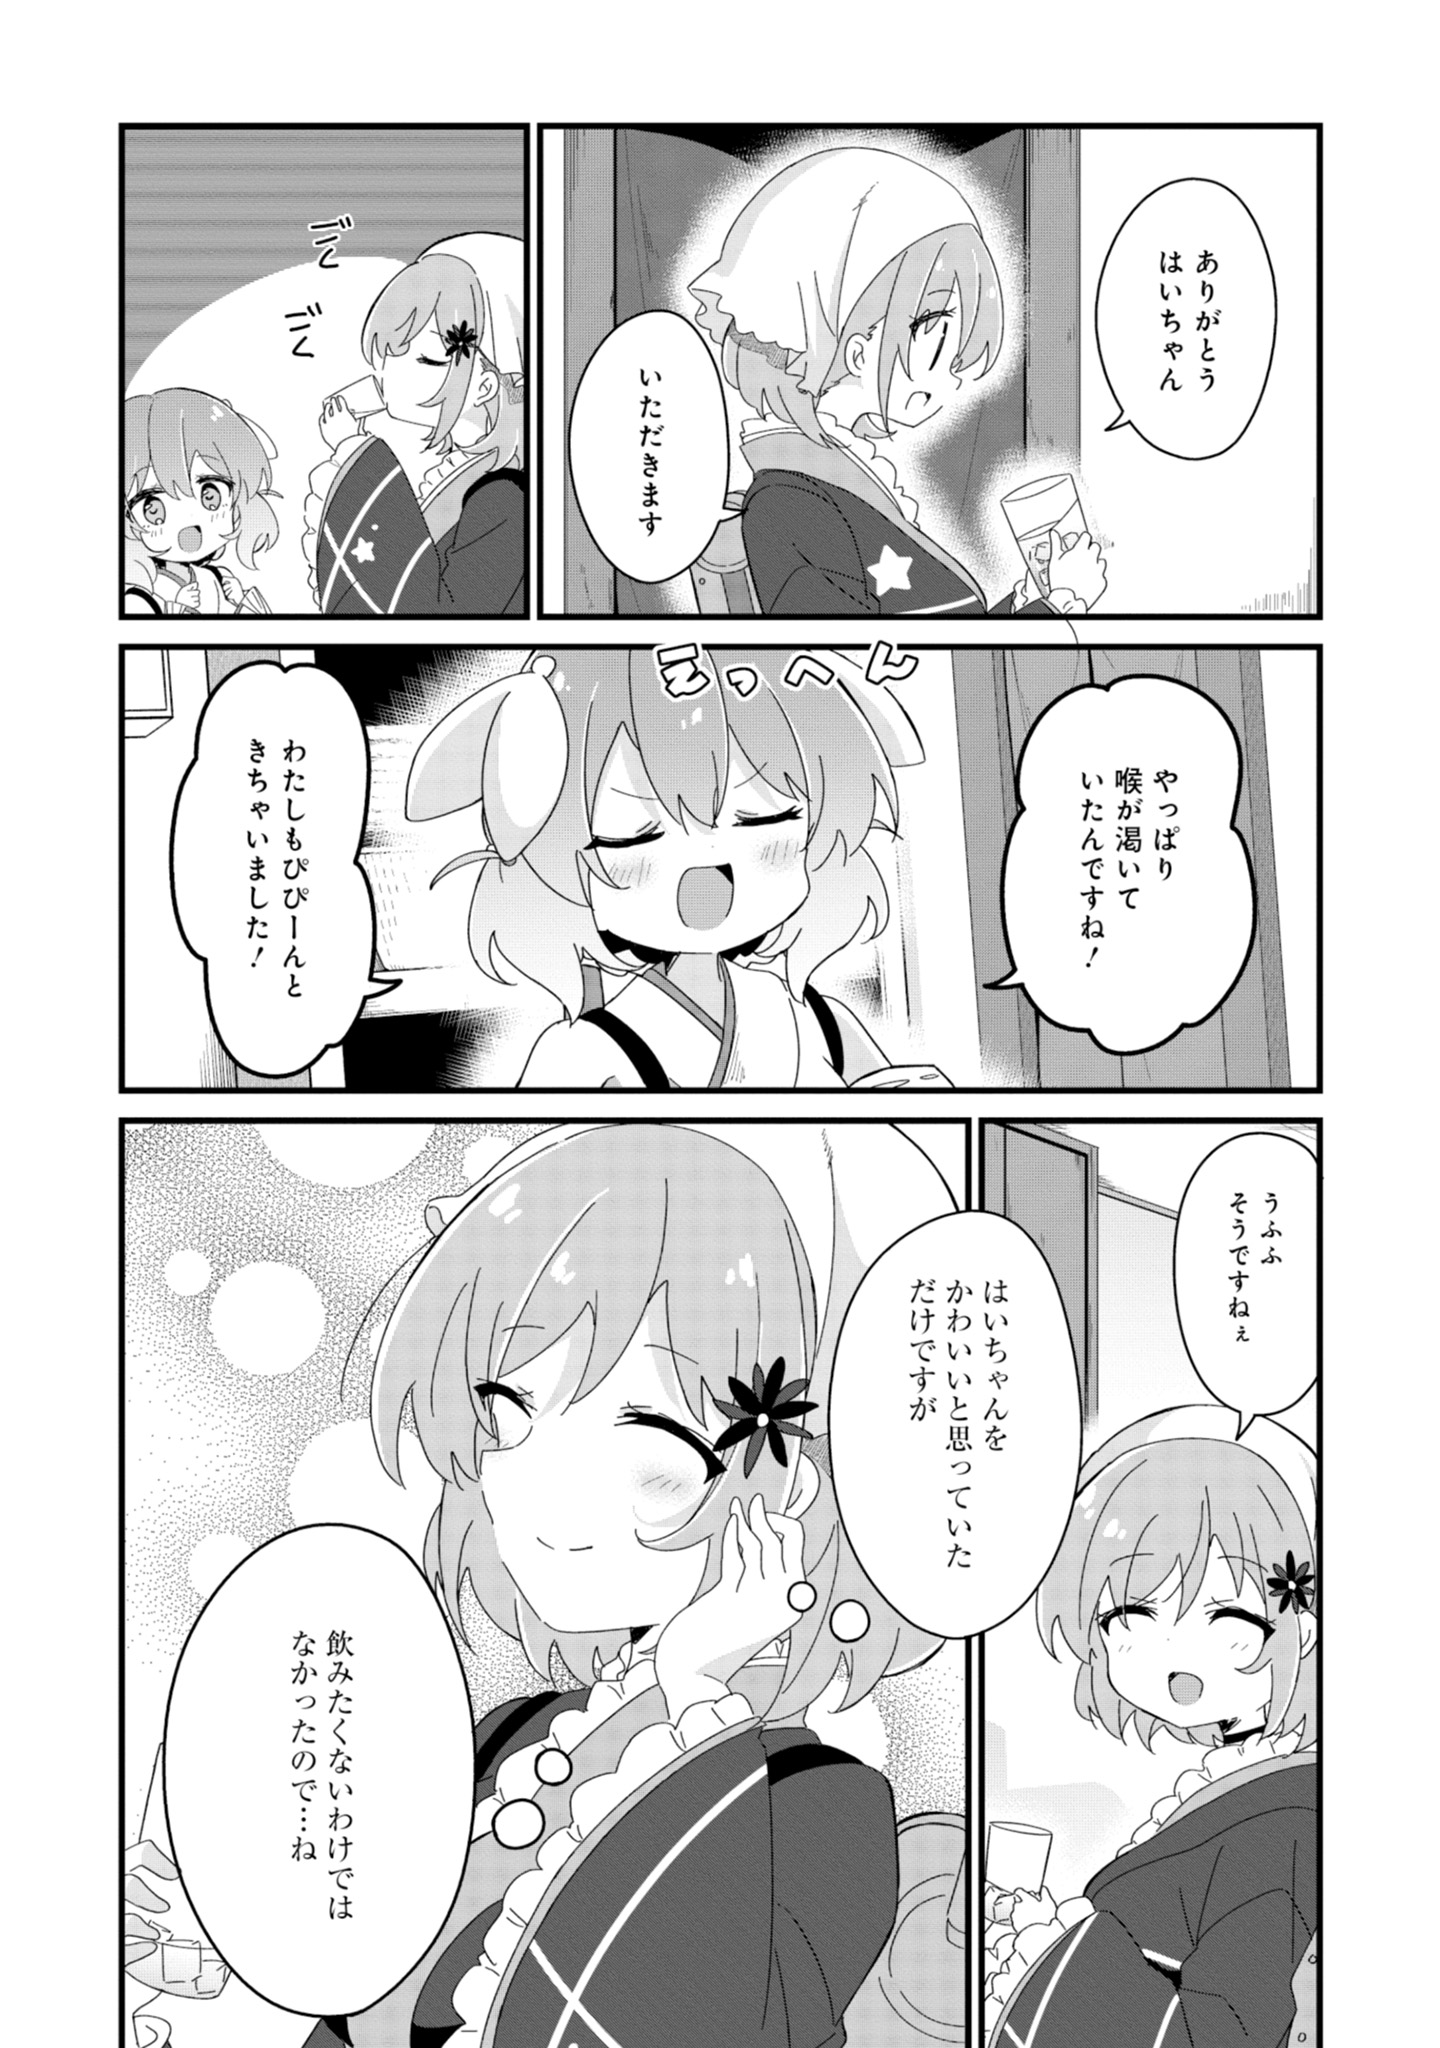 ありがとう
はいちゃん
いただきます
ごく
ごく
えっへん
やっぱり
喉が渇いて
いたんですね！
わたしもぴぴーんと
きちゃいました！
うふふ
そうですねぇ
はいちゃんを
かわいいと思っていた
だけですが
飲みたくないわけでは
なかったので…ね